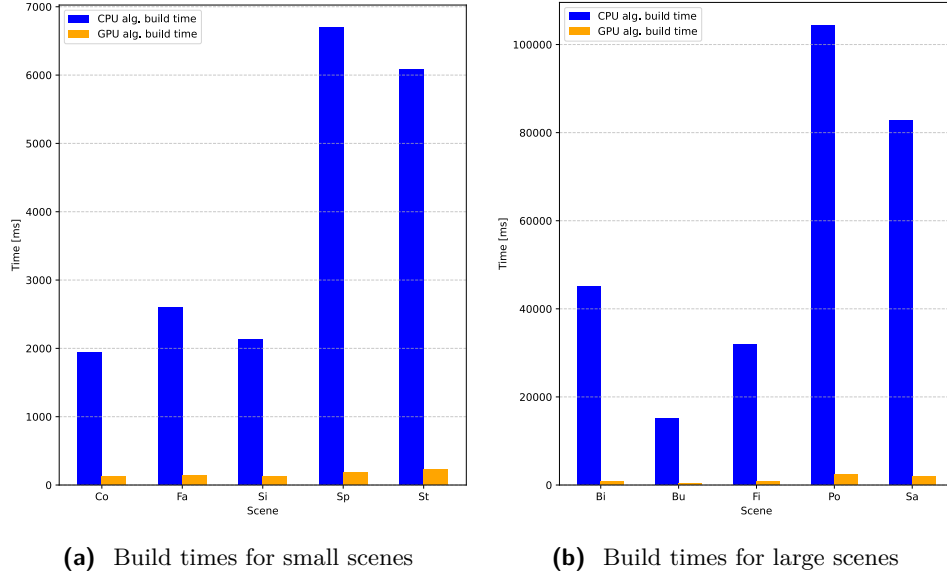 7000
6000
5000
4000
3000
2000
1000
0
Time [ms]
CPU alg. build time
GPU alg. build time
Co Fa Si Sp St
Scene
(a) Build times for small scenes
100000
80000
60000
40000
20000
0
Time [ms]
CPU alg. build time
GPU alg. build time
Bi Bu Fi Po Sa
Scene
(b) Build times for large scenes